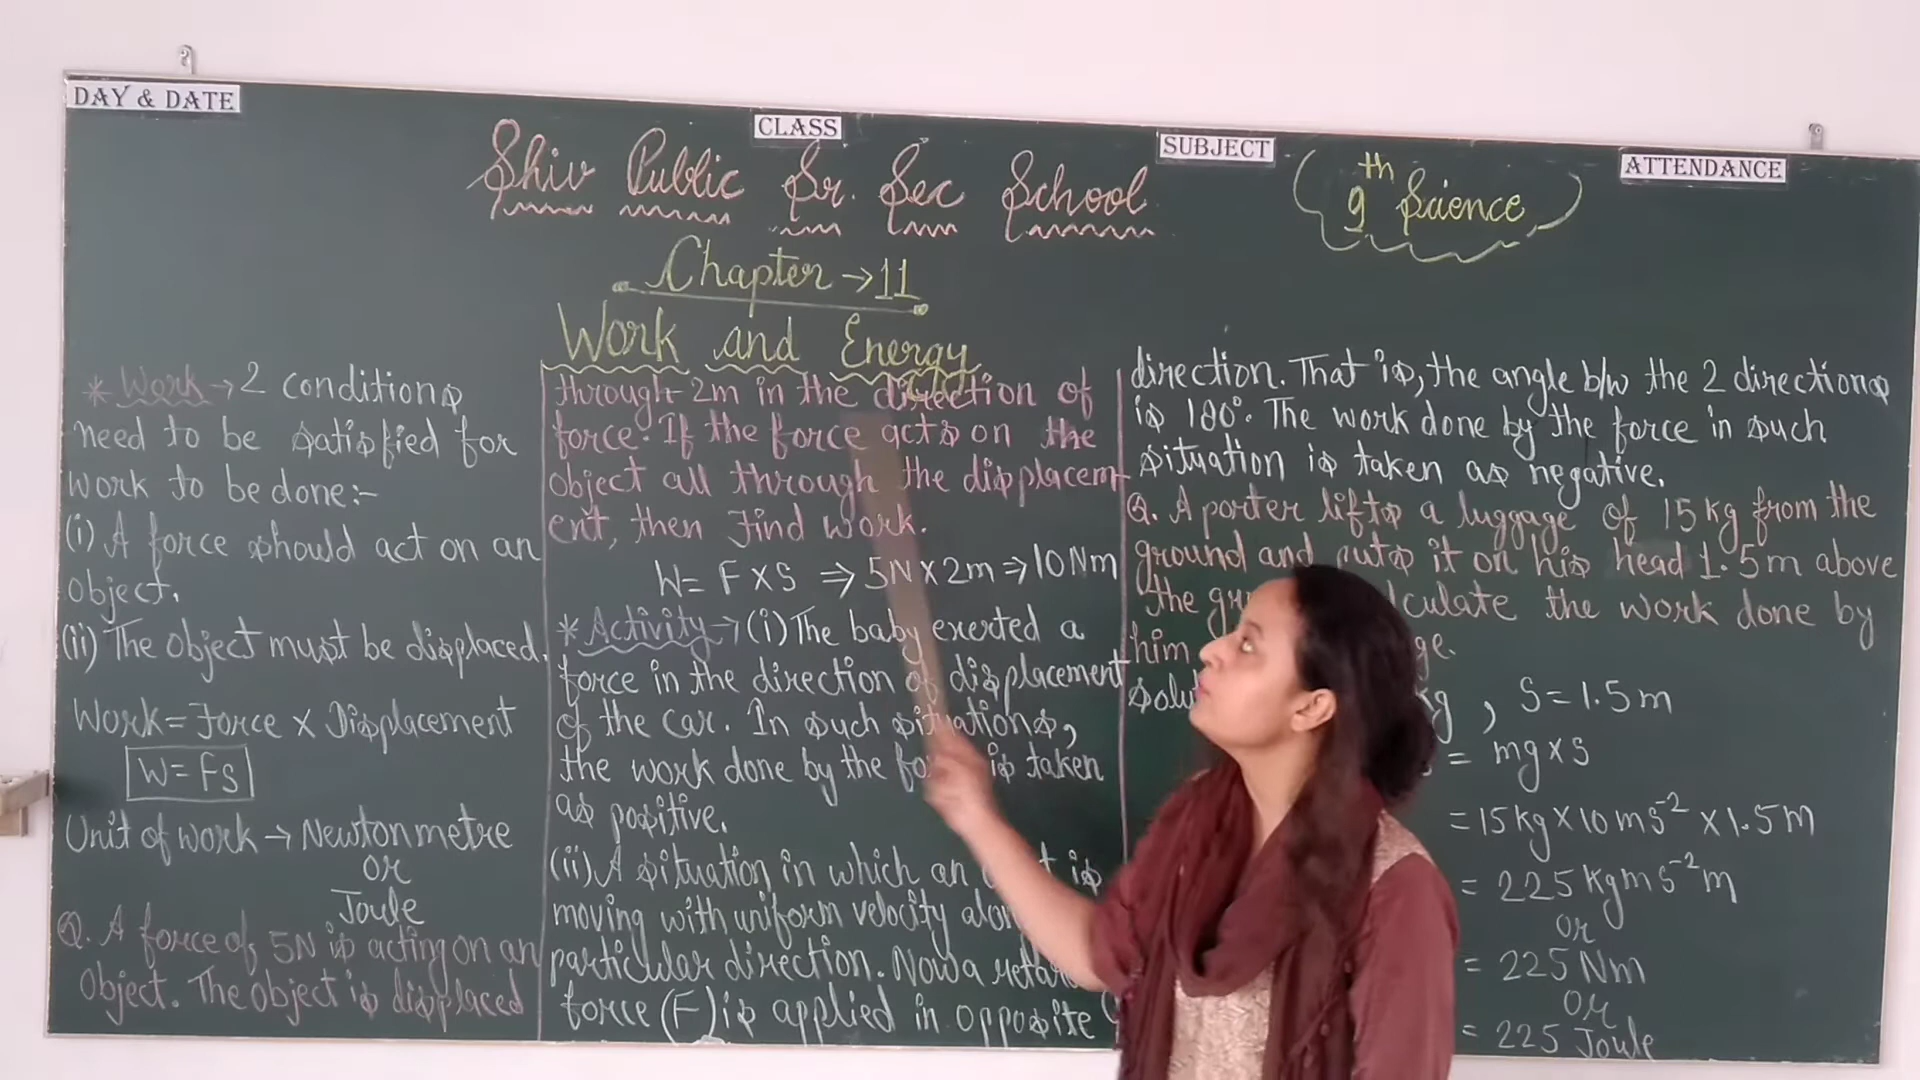 DAY & DATE
CLASS
SUBJECT
ATTENDANCE
Shiv Public Sr. Sec School
9th Science
Chapter → 11
Work and Energy
* Work → 2 conditions
need to be satisfied for
work to be done:-
(i) A force should act on an
object.
(ii) The object must be displaced.
Work = Force × Displacement
W = FS
Unit of work → Newton metre
or
Joule
Q. A force of 5N is acting on an
object. The object is displaced
through 2m in the direction of
force. If the force acts on the
object all through the displacem-
ent, then find work.
W = F × S ⇒ 5N × 2m ⇒ 10 Nm
* Activity → (i) The baby exerted a
force in the direction of displacement
of the car. In such situations,
the work done by the is taken
as positive.
(ii) A situation in which an is
moving with uniform velocity
particular direction. Now a
force (F) is applied in opposite
direction. That is, the angle b/w the 2 directions
is 180°. The work done by the force in such
situation is taken as negative.
Q. A porter lifts a luggage of 15 kg from the
ground and puts it on his head 1.5 m above
the the work done by
him
S = 1.5 m
= mg × s
= 15 kg × 10 ms⁻² × 1.5 m
= 225 kg m s⁻² m
or
= 225 Nm
or
= 225 Joule